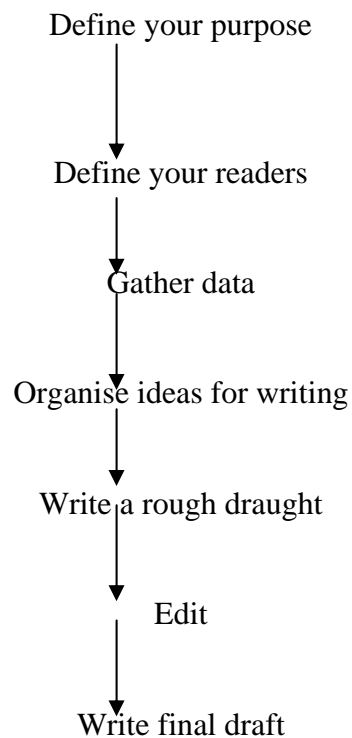 Define your purpose
Define your readers
Gather data
Organise ideas for writing
Write a rough draught
Edit
Write final draft